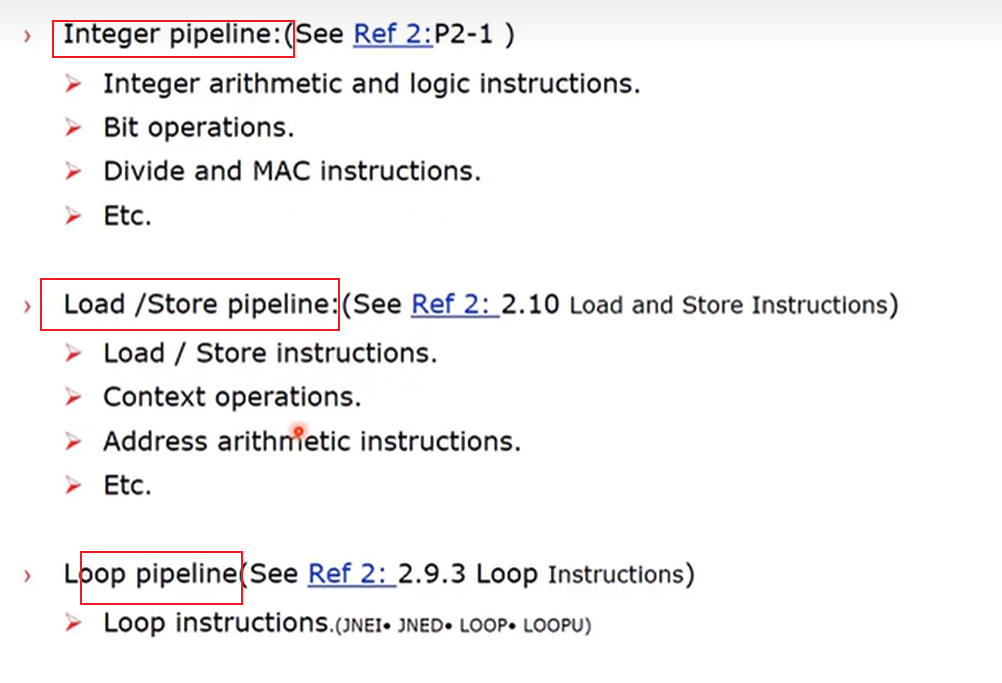 Integer pipeline:(See Ref 2:P2-1 )
Integer arithmetic and logic instructions.
Bit operations.
Divide and MAC instructions.
Etc.
Load /Store pipeline:(See Ref 2: 2.10 Load and Store Instructions)
Load / Store instructions.
Context operations.
Address arithmetic instructions.
Etc.
Loop pipeline(See Ref 2: 2.9.3 Loop Instructions)
Loop instructions.(JNEI• JNED• LOOP• LOOPU)